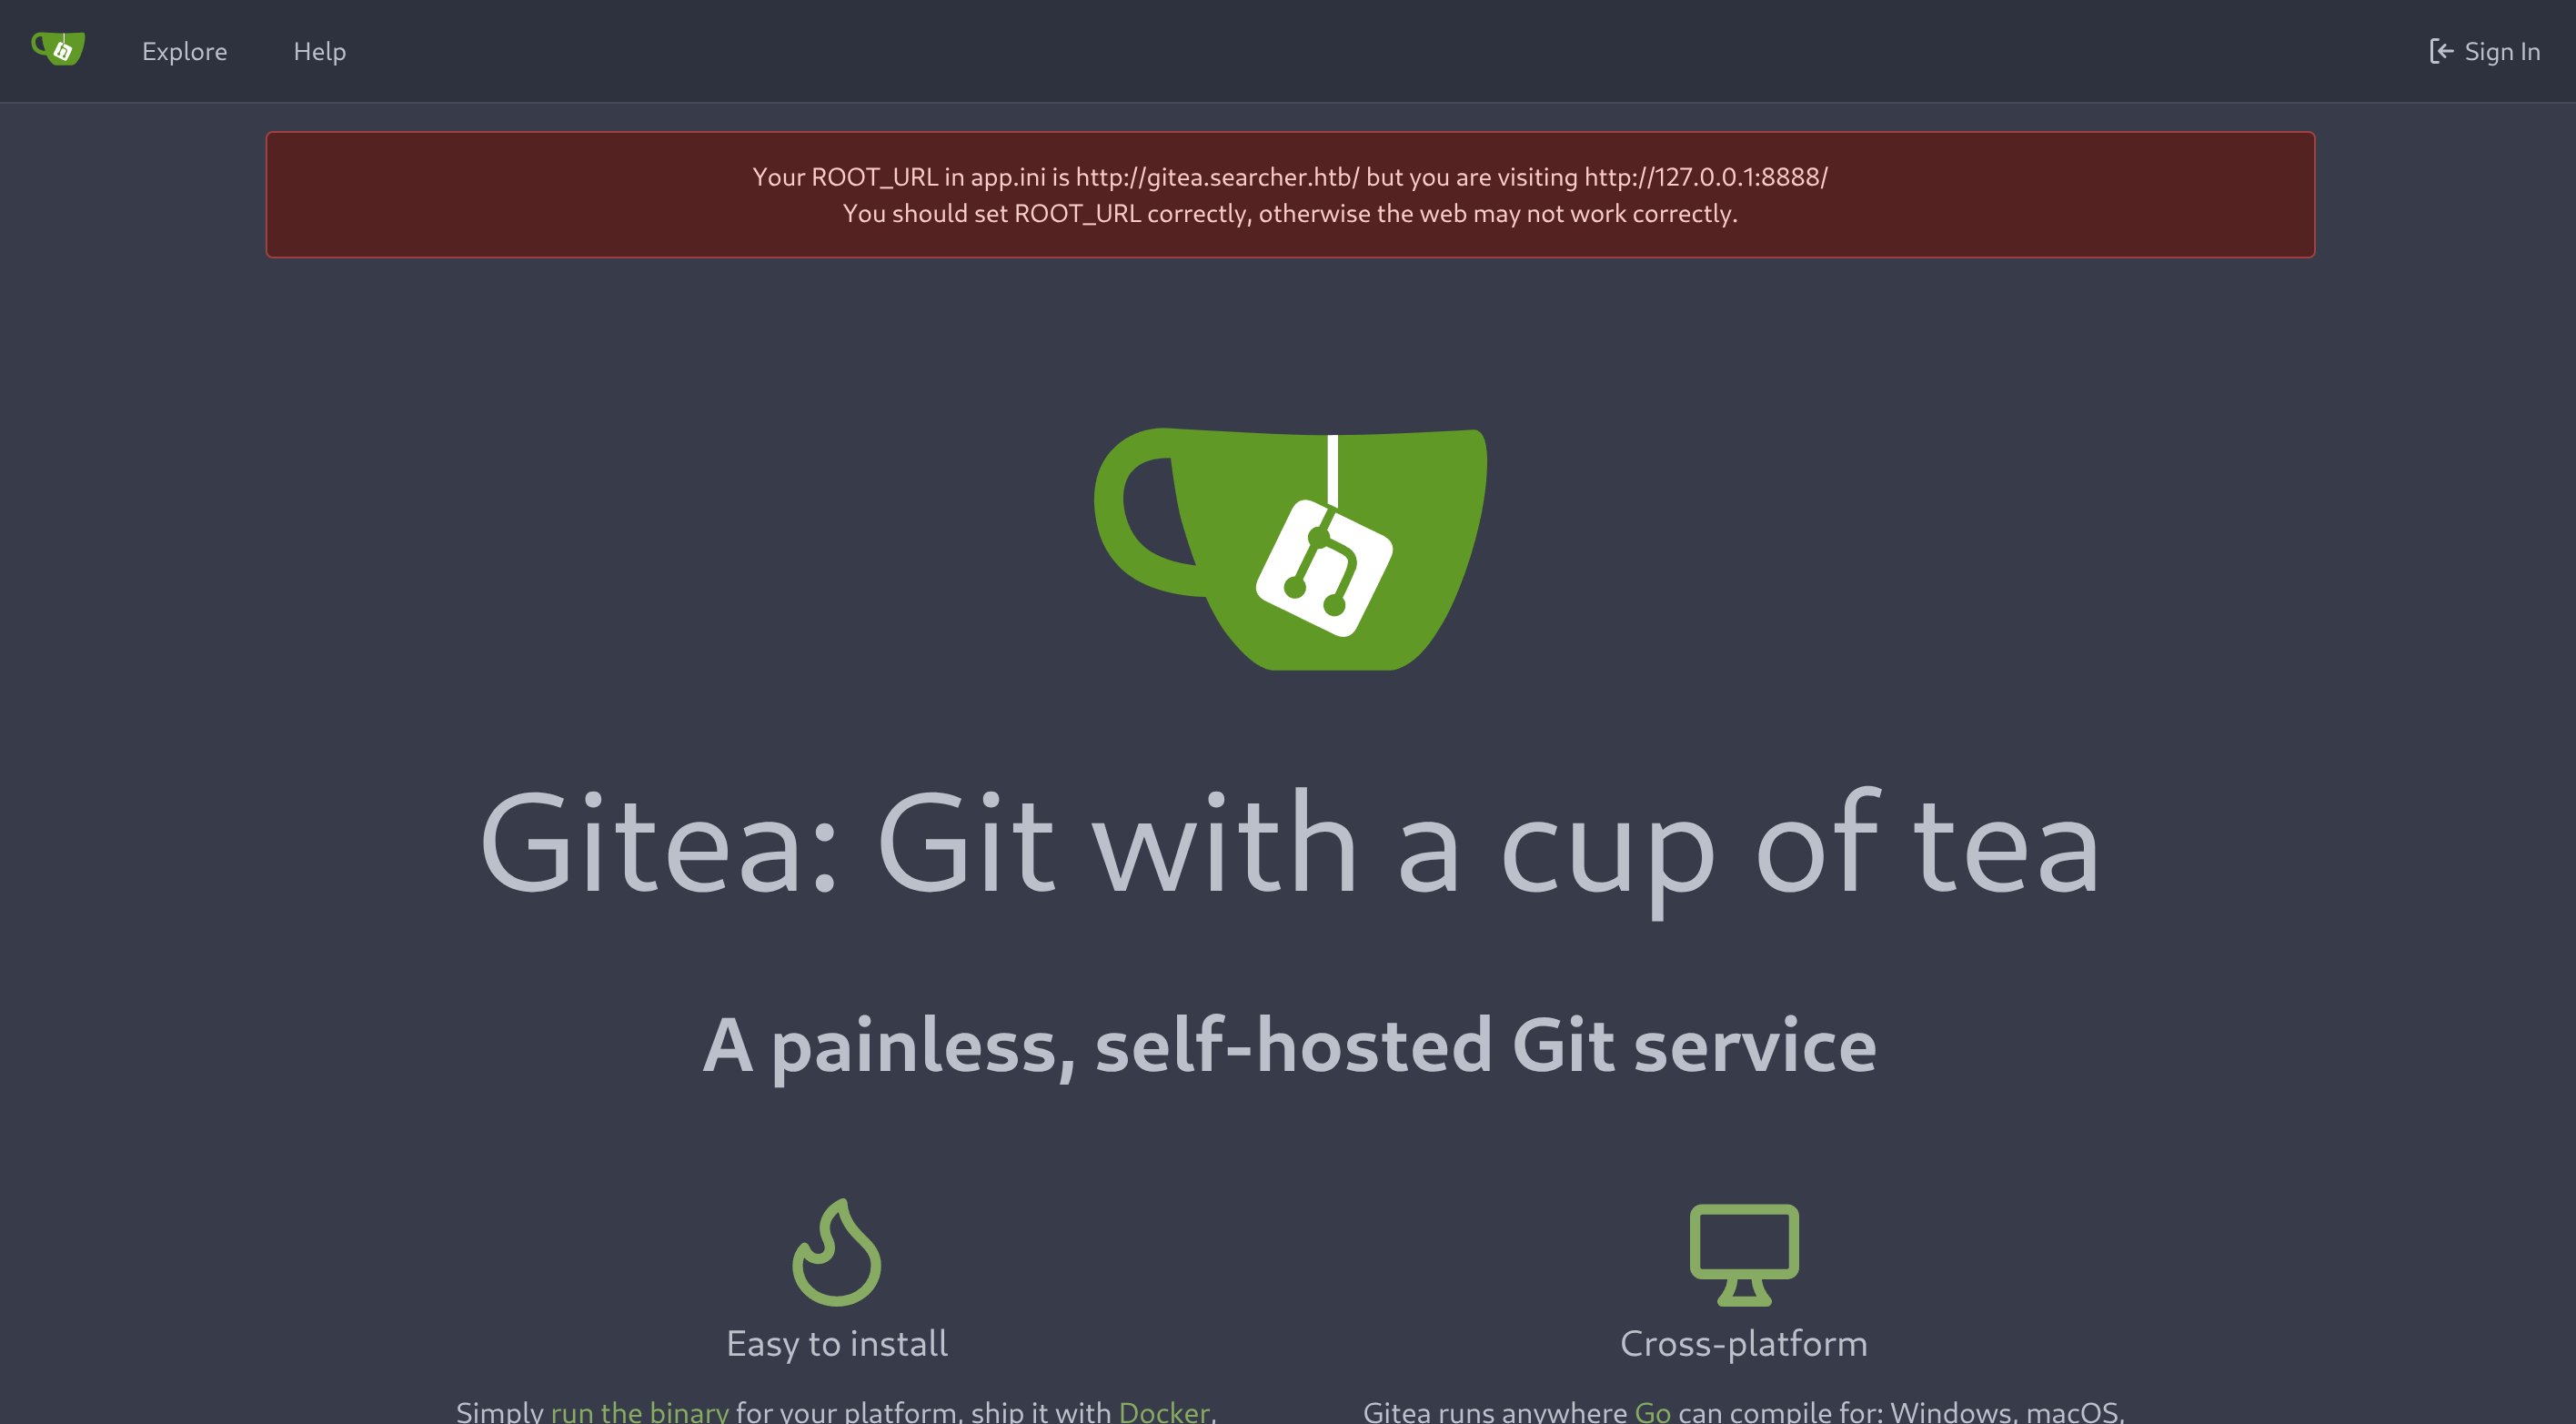 Explore Help Sign In
Your ROOT_URL in app.ini is http://gitea.searcher.htb/ but you are visiting http://127.0.0.1:8888/
You should set ROOT_URL correctly, otherwise the web may not work correctly.
Gitea: Git with a cup of tea
A painless, self-hosted Git service
Easy to install
Simply run the binary for your platform, ship it with Docker,
Cross-platform
Gitea runs anywhere Go can compile for: Windows, macOS,